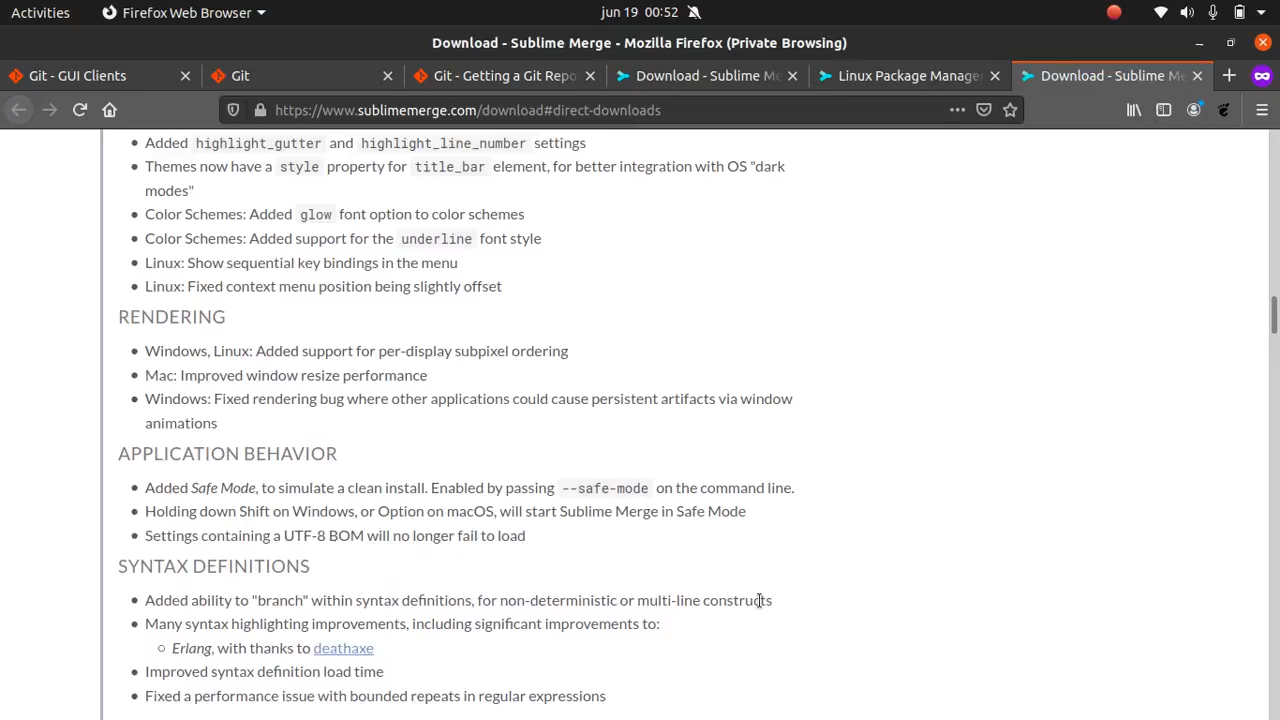 Activities
Firefox Web Browser
jun 19 00:52
Download - Sublime Merge - Mozilla Firefox (Private Browsing)
Git - GUI Clients
Git
Git - Getting a Git Repo
Download - Sublime Me
Linux Package Manage
Download - Sublime M
https://www.sublimemerge.com/download#direct-downloads
• Added highlight_gutter and highlight_line_number settings
• Themes now have a style property for title_bar element, for better integration with OS "dark
modes"
• Color Schemes: Added glow font option to color schemes
• Color Schemes: Added support for the underline font style
• Linux: Show sequential key bindings in the menu
• Linux: Fixed context menu position being slightly offset
RENDERING
• Windows, Linux: Added support for per-display subpixel ordering
• Mac: Improved window resize performance
• Windows: Fixed rendering bug where other applications could cause persistent artifacts via window
animations
APPLICATION BEHAVIOR
• Added Safe Mode, to simulate a clean install. Enabled by passing --safe-mode on the command line.
• Holding down Shift on Windows, or Option on macOS, will start Sublime Merge in Safe Mode
• Settings containing a UTF-8 BOM will no longer fail to load
SYNTAX DEFINITIONS
• Added ability to "branch" within syntax definitions, for non-deterministic or multi-line constructs
• Many syntax highlighting improvements, including significant improvements to:
○ Erlang, with thanks to deathaxe
• Improved syntax definition load time
• Fixed a performance issue with bounded repeats in regular expressions